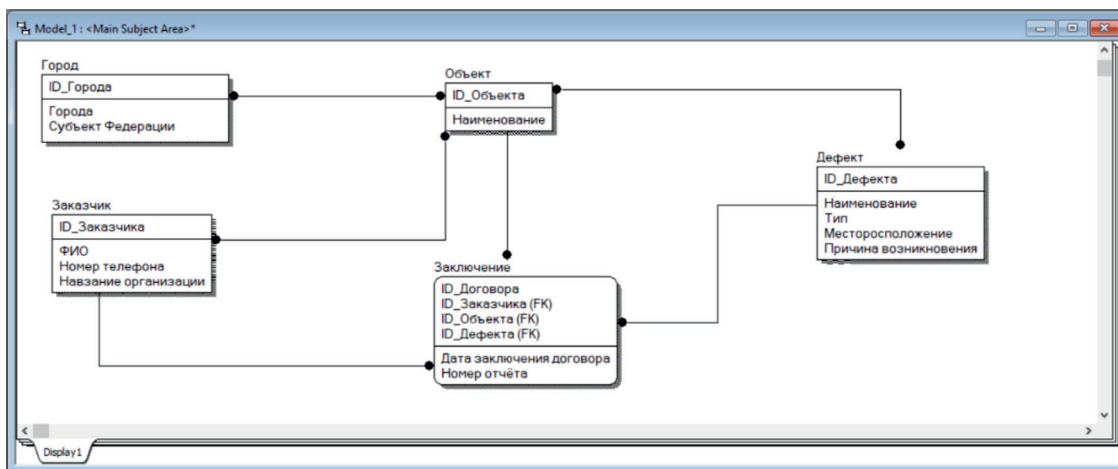 Model_1 : <Main Subject Area>*
Город
ID_Города
Города
Субъект Федерации
Объект
ID_Объекта
Наименование
Дефект
ID_Дефекта
Наименование
Тип
Месторосположение
Причина возникновения
Заказчик
ID_Заказчика
ФИО
Номер телефона
Навзание организации
Заключение
ID_Договора
ID_Заказчика (FK)
ID_Объекта (FK)
ID_Дефекта (FK)
Дата заключения договора
Номер отчёта
Display1